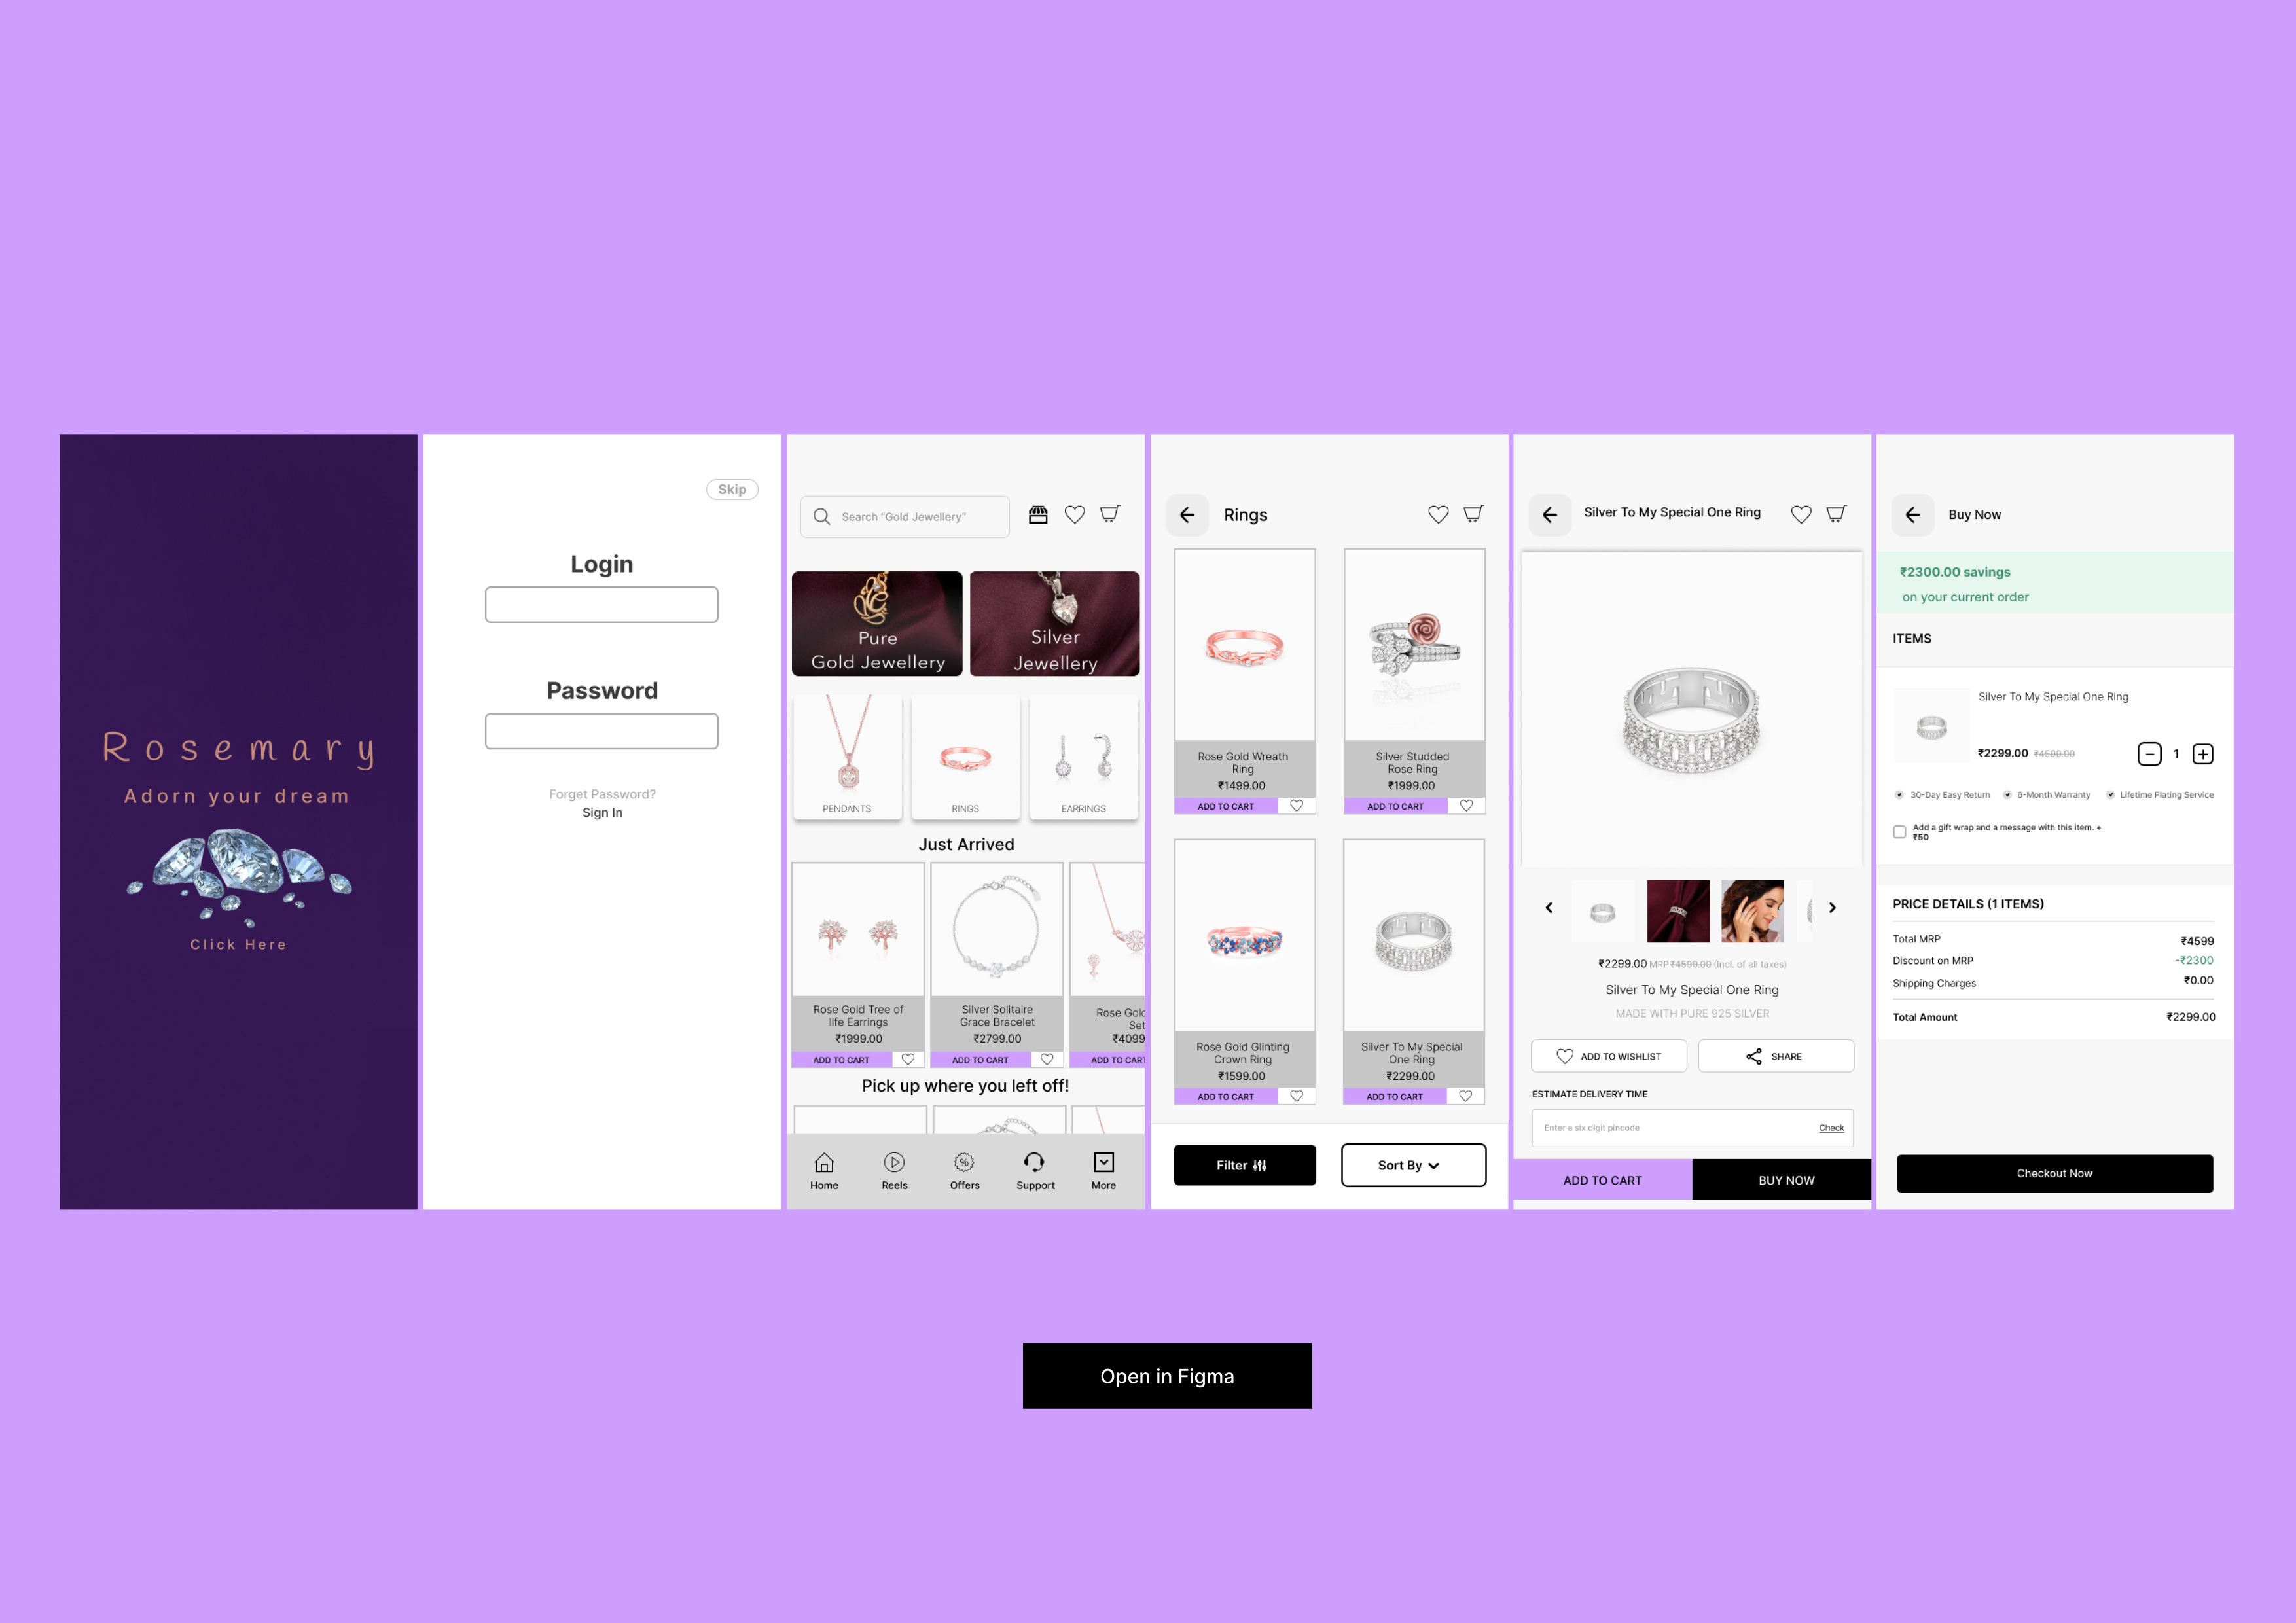 Rosemary
Adorn your dream
Click Here
Skip
Login
Password
Forget Password?
Sign In
Search "Gold Jewellery"
Pure
Gold Jewellery
Silver
Jewellery
PENDANTS
RINGS
EARRINGS
Just Arrived
Rose Gold Tree of
life Earrings
₹1999.00
ADD TO CART
Silver Solitaire
Grace Bracelet
₹2799.00
ADD TO CART
Rose Gold
Set
₹4099
ADD TO CART
Pick up where you left off!
Home
Reels
Offers
Support
More
Rings
Rose Gold Wreath
Ring
₹1499.00
ADD TO CART
Silver Studded
Rose Ring
₹1999.00
ADD TO CART
Rose Gold Glinting
Crown Ring
₹1599.00
ADD TO CART
Silver To My Special
One Ring
₹2299.00
ADD TO CART
Filter
Sort By
Silver To My Special One Ring
₹2299.00 MRP ₹4599.00 (Incl. of all taxes)
Silver To My Special One Ring
MADE WITH PURE 925 SILVER
ADD TO WISHLIST
SHARE
ESTIMATE DELIVERY TIME
Enter a six digit pincode
Check
ADD TO CART
BUY NOW
Buy Now
₹2300.00 savings
on your current order
ITEMS
Silver To My Special One Ring
₹2299.00 ₹4599.00
1
30-Day Easy Return
6-Month Warranty
Lifetime Plating Service
Add a gift wrap and a message with this item. +
₹50
PRICE DETAILS (1 ITEMS)
Total MRP ₹4599
Discount on MRP -₹2300
Shipping Charges ₹0.00
Total Amount ₹2299.00
Checkout Now
Open in Figma